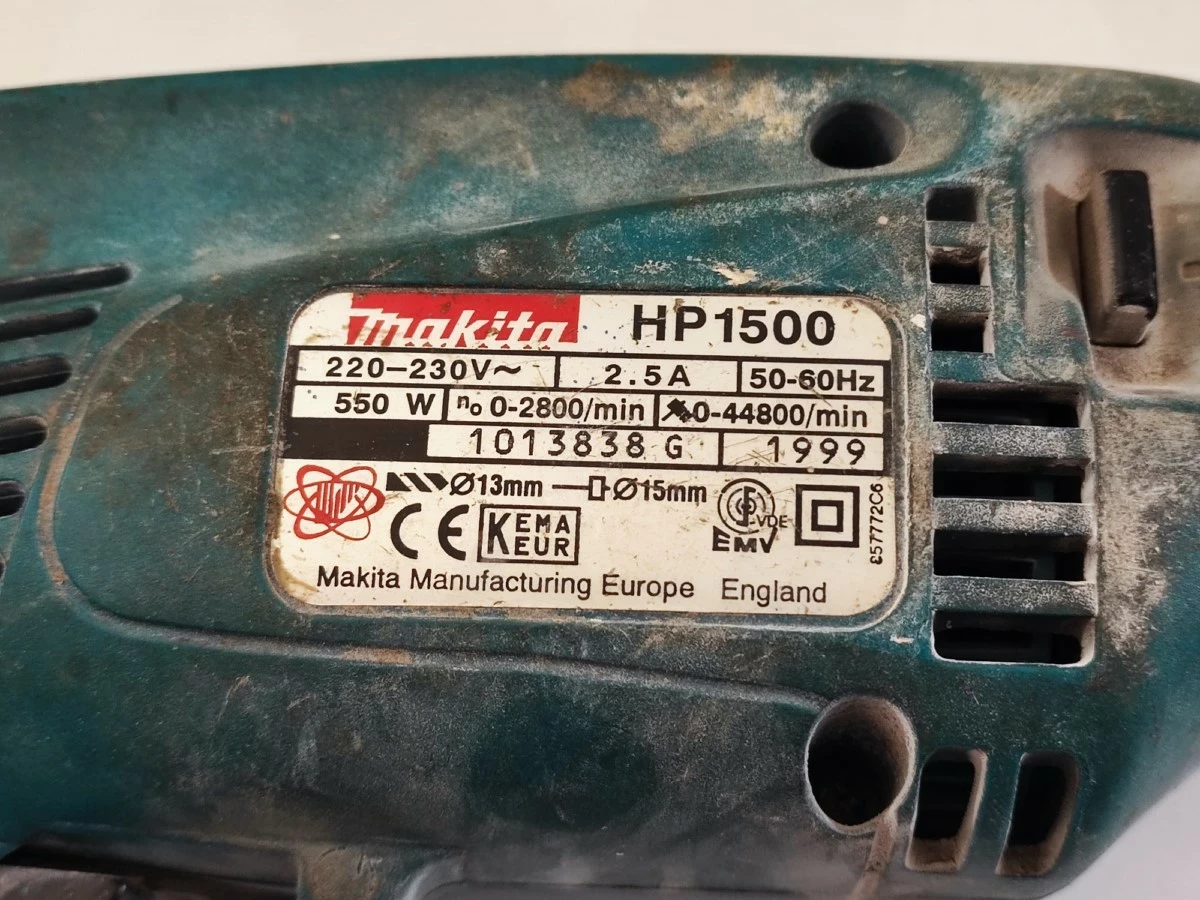 makita HP1500
220–230V~ 2.5A 50-60Hz
550 W n₀ 0-2800/min 0-44800/min
1013838 G 1999
Ø13mm Ø15mm
CE KEMA KEUR VDE EMV
857772C6
Makita Manufacturing Europe England